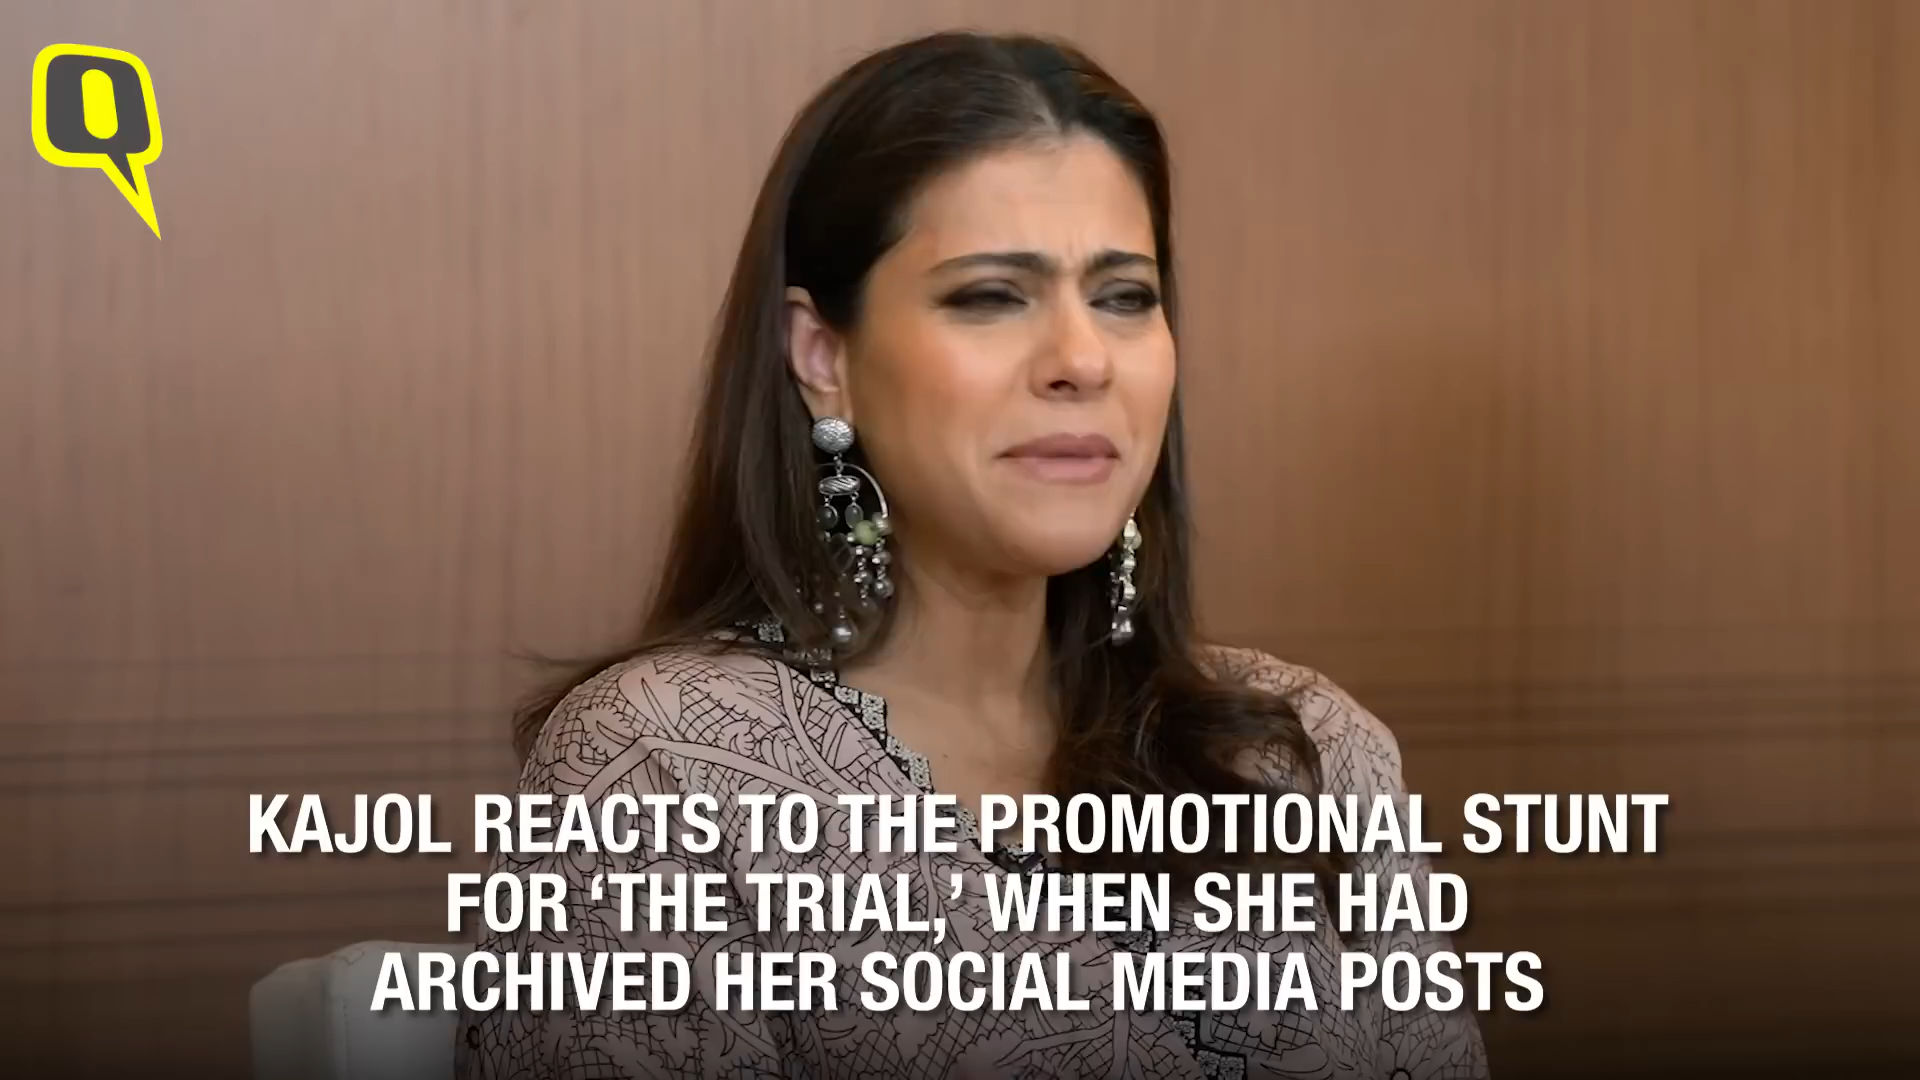 Q
KAJOL REACTS TO THE PROMOTIONAL STUNT
FOR ‘THE TRIAL,’ WHEN SHE HAD
ARCHIVED HER SOCIAL MEDIA POSTS